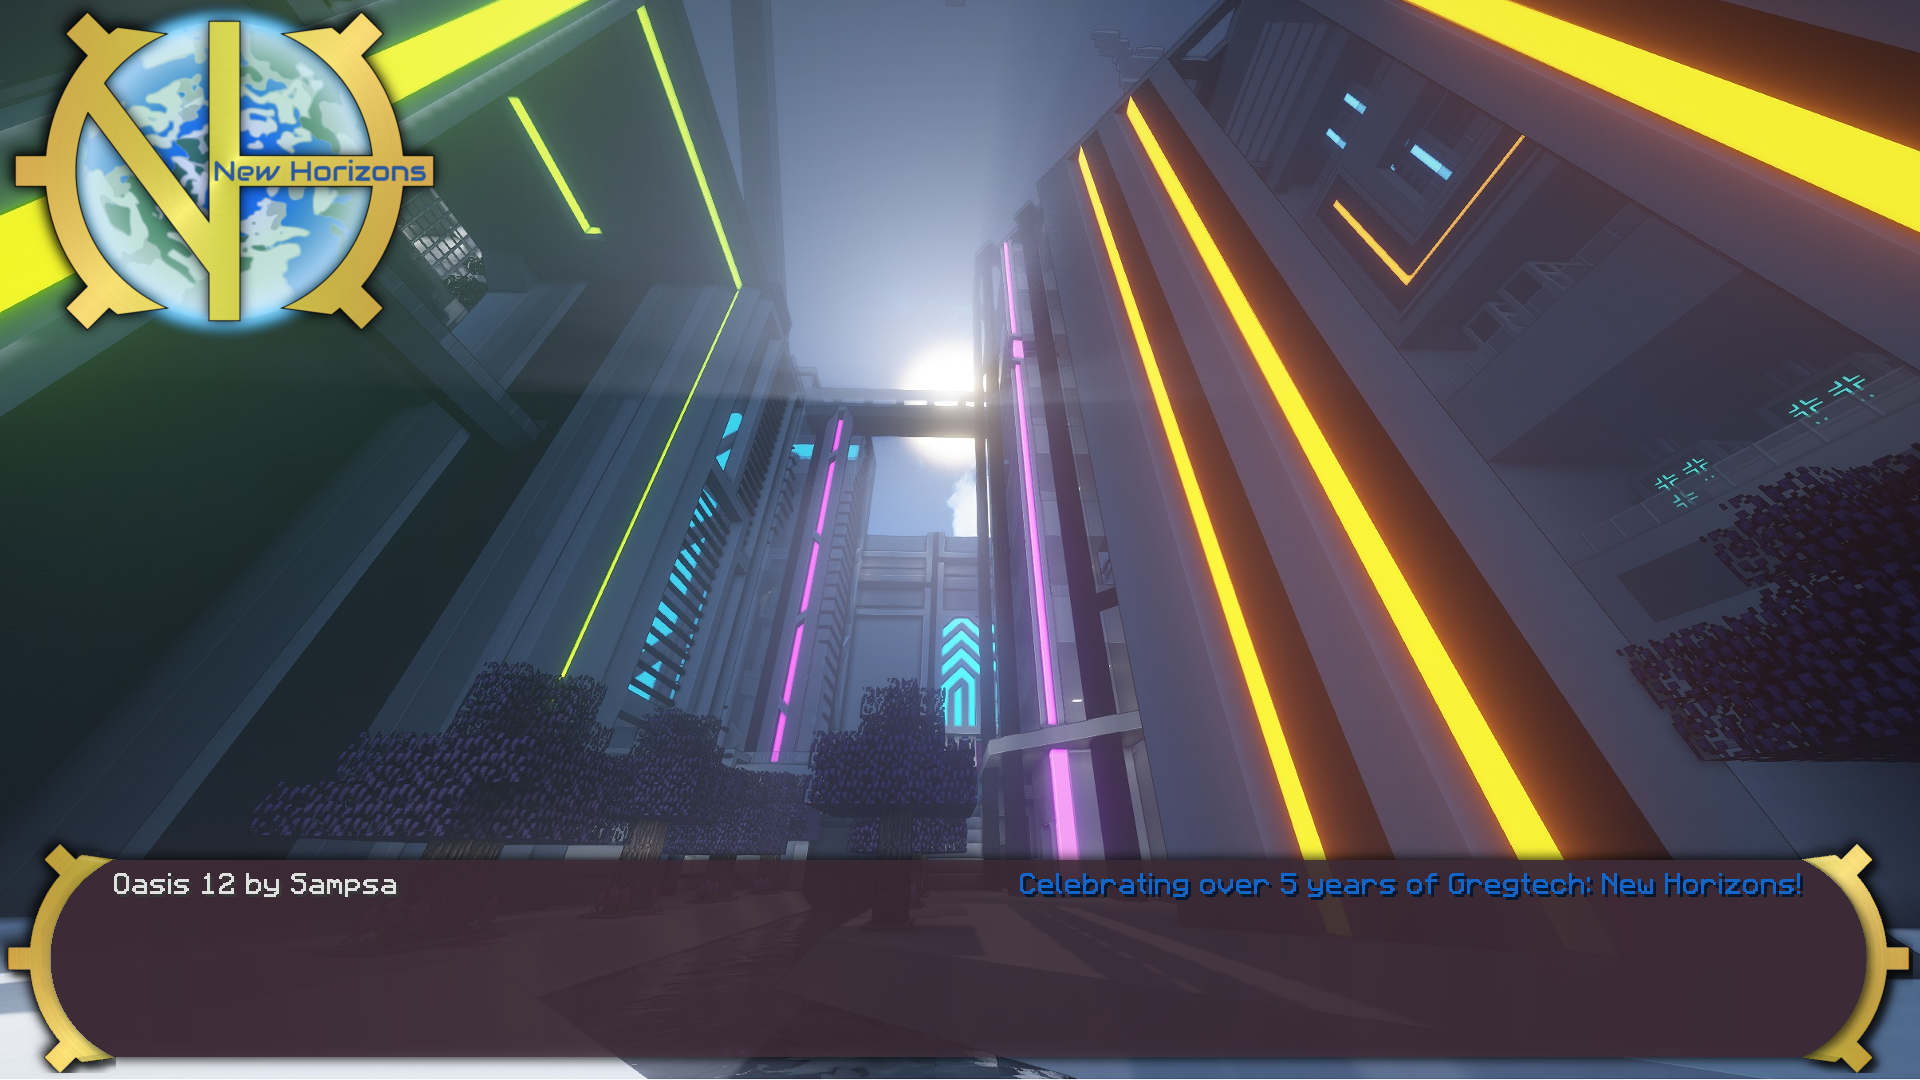 New Horizons
Oasis 12 by Sampsa
Celebrating over 5 years of Gregtech: New Horizons!